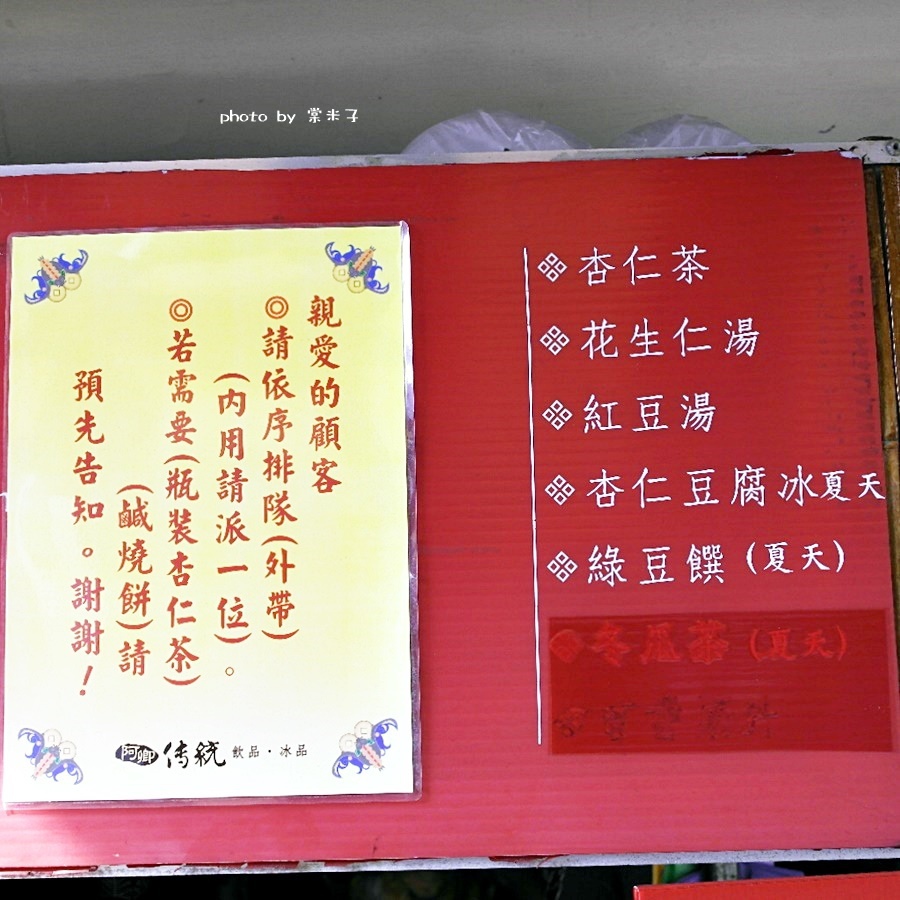 photo by 棠米子
親愛的顧客
◎請依序排隊(外帶)
(內用請派一位)。
◎若需要(瓶裝杏仁茶)
(鹹燒餅)請
預先告知。謝謝!
阿卿 传統 飲品·冰品
杏仁茶
花生仁湯
紅豆湯
杏仁豆腐冰夏天
綠豆饌(夏天)
冬瓜茶(夏天)